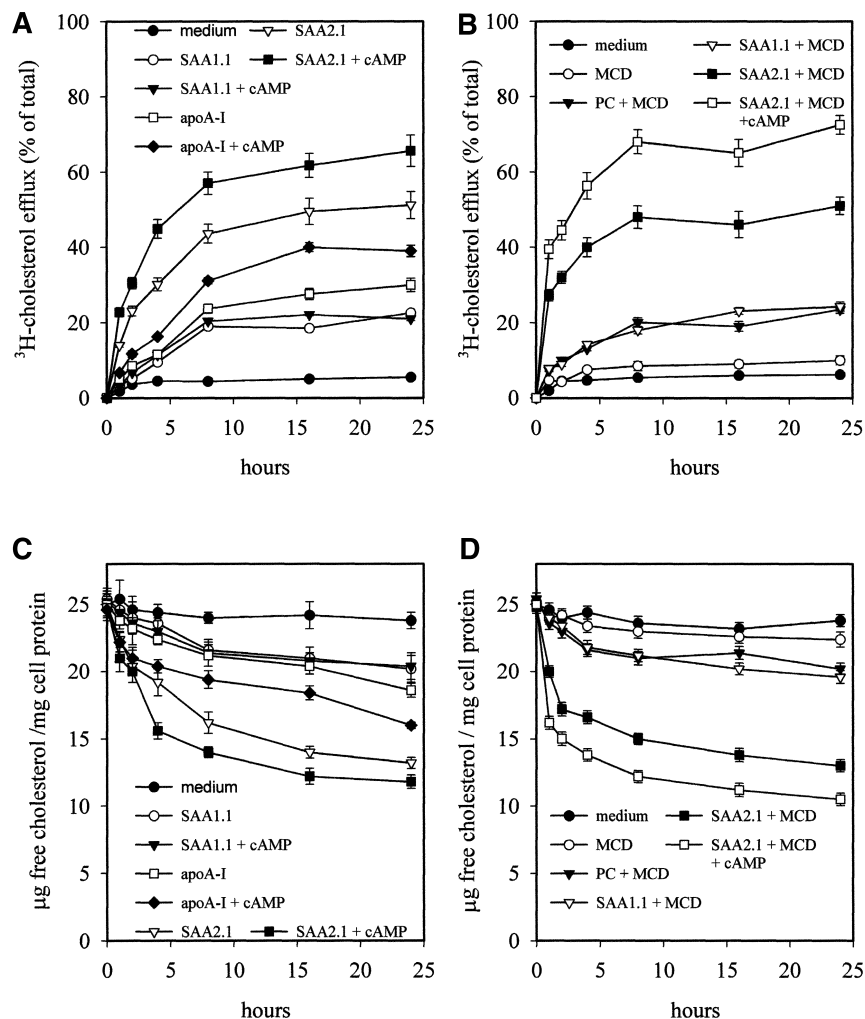 A
³H-cholesterol efflux (% of total)
100
80
60
40
20
0
medium
SAA2.1
SAA1.1
SAA2.1 + cAMP
SAA1.1 + cAMP
apoA-I
apoA-I + cAMP
0 5 10 15 20 25
hours
B
³H-cholesterol efflux (% of total)
100
80
60
40
20
0
medium
SAA1.1 + MCD
MCD
SAA2.1 + MCD
PC + MCD
SAA2.1 + MCD
+cAMP
0 5 10 15 20 25
hours
C
µg free cholesterol /mg cell protein
25
20
15
10
5
0
medium
SAA1.1
SAA1.1 + cAMP
apoA-I
apoA-I + cAMP
SAA2.1
SAA2.1 + cAMP
0 5 10 15 20 25
hours
D
µg free cholesterol / mg cell protein
25
20
15
10
5
0
medium
SAA2.1 + MCD
MCD
SAA2.1 + MCD
+ cAMP
PC + MCD
SAA1.1 + MCD
0 5 10 15 20 25
hours